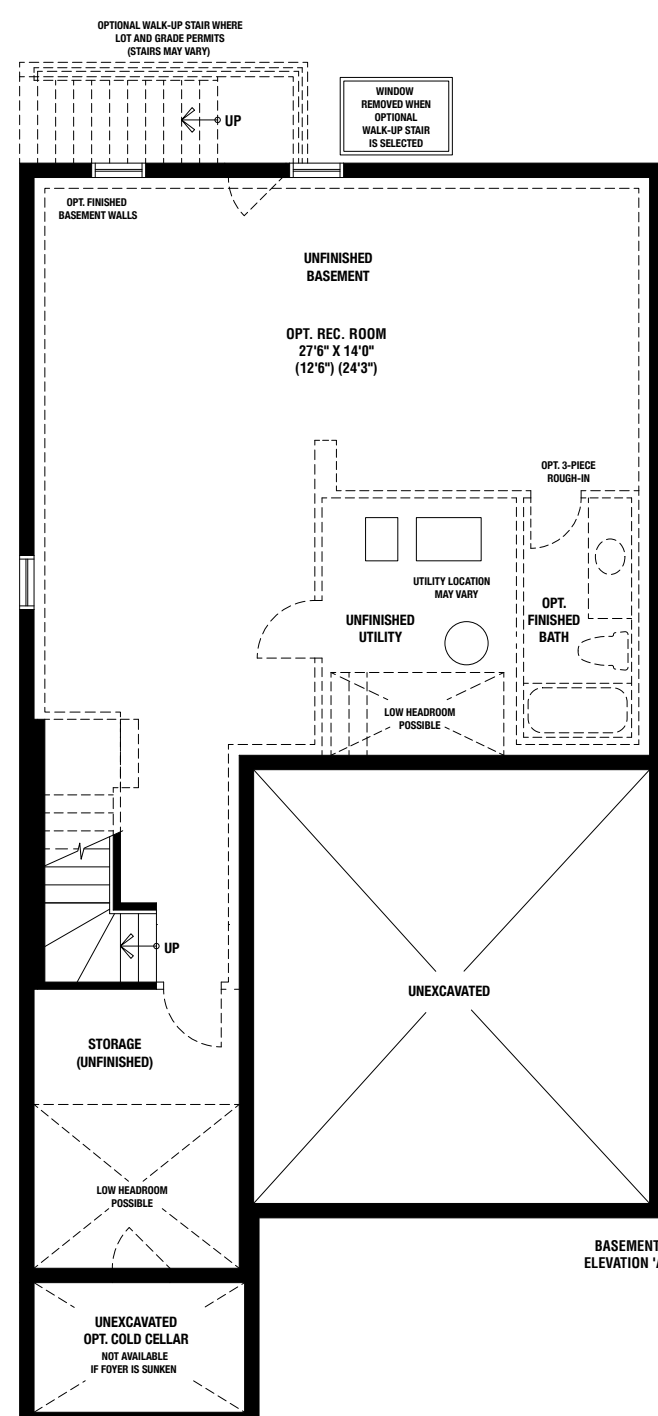 OPTIONAL WALK-UP STAIR WHERE
LOT AND GRADE PERMITS
(STAIRS MAY VARY)
UP
WINDOW
REMOVED WHEN
OPTIONAL
WALK-UP STAIR
IS SELECTED
OPT. FINISHED
BASEMENT WALLS
UNFINISHED
BASEMENT
OPT. REC. ROOM
27'6" X 14'0"
(12'6") (24'3")
OPT. 3-PIECE
ROUGH-IN
UTILITY LOCATION
MAY VARY
UNFINISHED
UTILITY
OPT.
FINISHED
BATH
LOW HEADROOM
POSSIBLE
UP
UNEXCAVATED
STORAGE
(UNFINISHED)
LOW HEADROOM
POSSIBLE
BASEMENT
ELEVATION 'A
UNEXCAVATED
OPT. COLD CELLAR
NOT AVAILABLE
IF FOYER IS SUNKEN